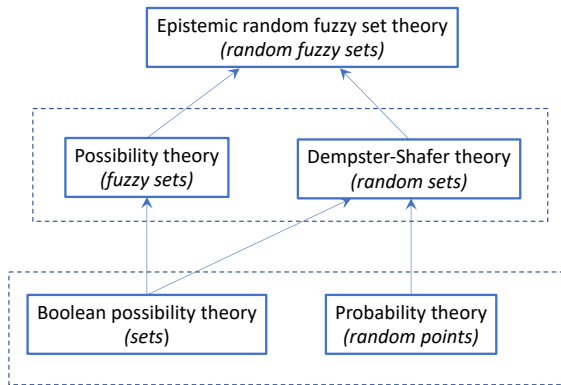 Epistemic random fuzzy set theory
(random fuzzy sets)
Possibility theory
(fuzzy sets)
Dempster-Shafer theory
(random sets)
Boolean possibility theory
(sets)
Probability theory
(random points)